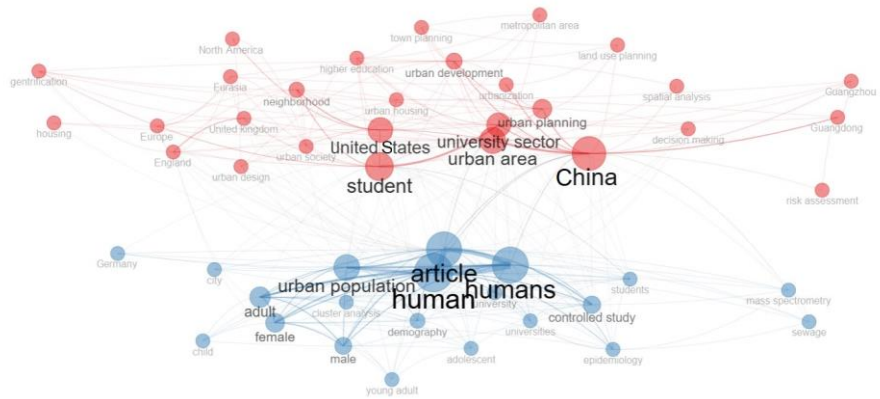 metropolitan area
town planning
North America
land use planning
higher education
urban development
gentrification
Eurasia
neighborhood
urbanization
spatial analysis
Guangzhou
urban housing
urban planning
housing
Europe
United kingdom
United States
university sector
decision making
Guangdong
England
urban society
urban area
urban design
student
China
risk assessment
Germany
city
article
students
urban population
humans
human
university
mass spectrometry
adult
cluster analysis
controlled study
female
demography
universities
sewage
child
male
adolescent
epidemiology
young adult